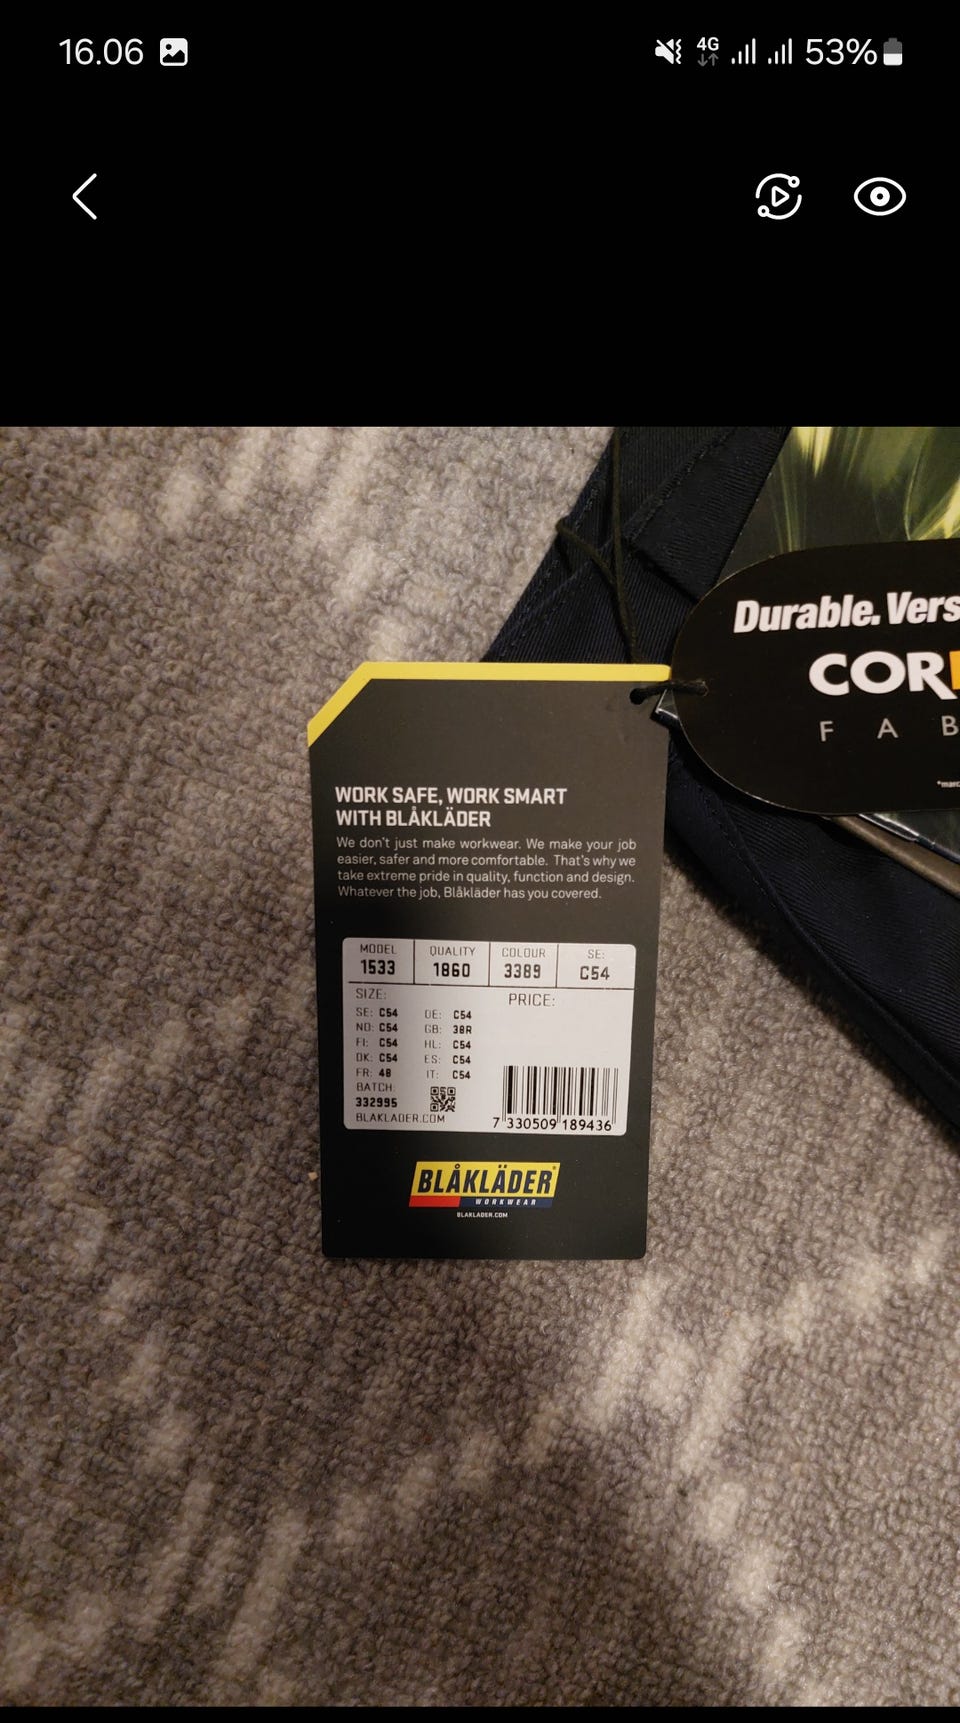 16.06
4G
53%
Durable. Vers
COR
F A B
WORK SAFE, WORK SMART
WITH BLÅKLÄDER
We don't just make workwear. We make your job
easier, safer and more comfortable. That's why we
take extreme pride in quality, function and design.
Whatever the job, Blåkläder has you covered.
MODEL QUALITY COLOUR SE:
1533 1860 3389 C54
SIZE: PRICE:
SE: C54 DE: C54
NO: C54 GB: 38R
FI: C54 NL: C54
DK: C54 ES: C54
FR: 48 IT: C54
BATCH:
332995
BLAKLADER.COM
7 330509 189436
BLÅKLÄDER
WORKWEAR
BLAKLADER.COM